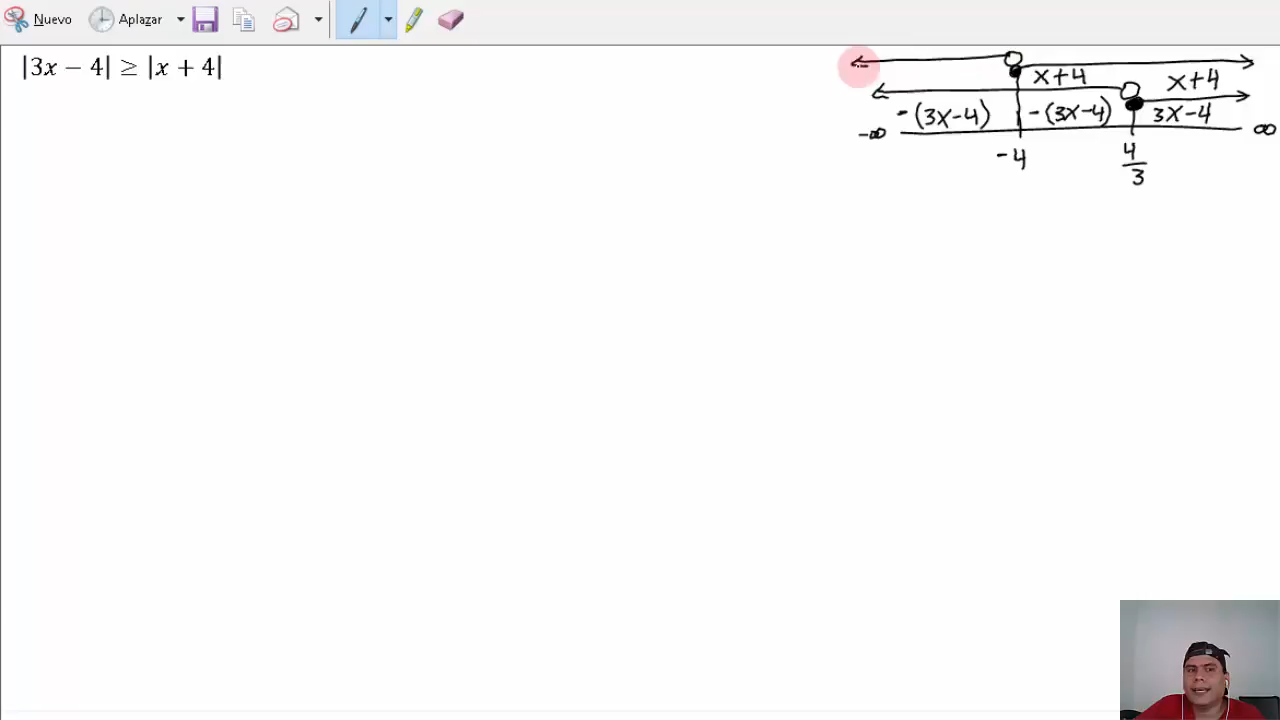 Nuevo Aplazar
|3x − 4| ≥ |x + 4|
x+4 x+4
-(3x-4) -(3x-4) 3x-4
-∞ ∞
-4 4/3